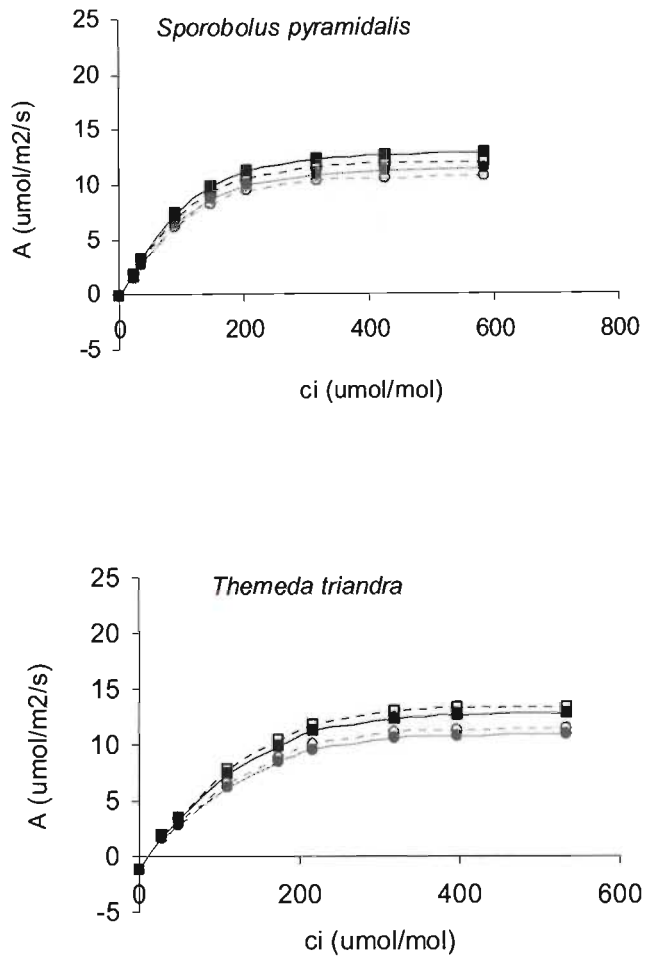 Sporobolus pyramidalis
25
20
15
10
5
0
-5
A (umol/m2/s)
0 200 400 600 800
ci (umol/mol)
Themeda triandra
25
20
15
10
5
0
-5
A (umol/m2/s)
0 200 400 600
ci (umol/mol)